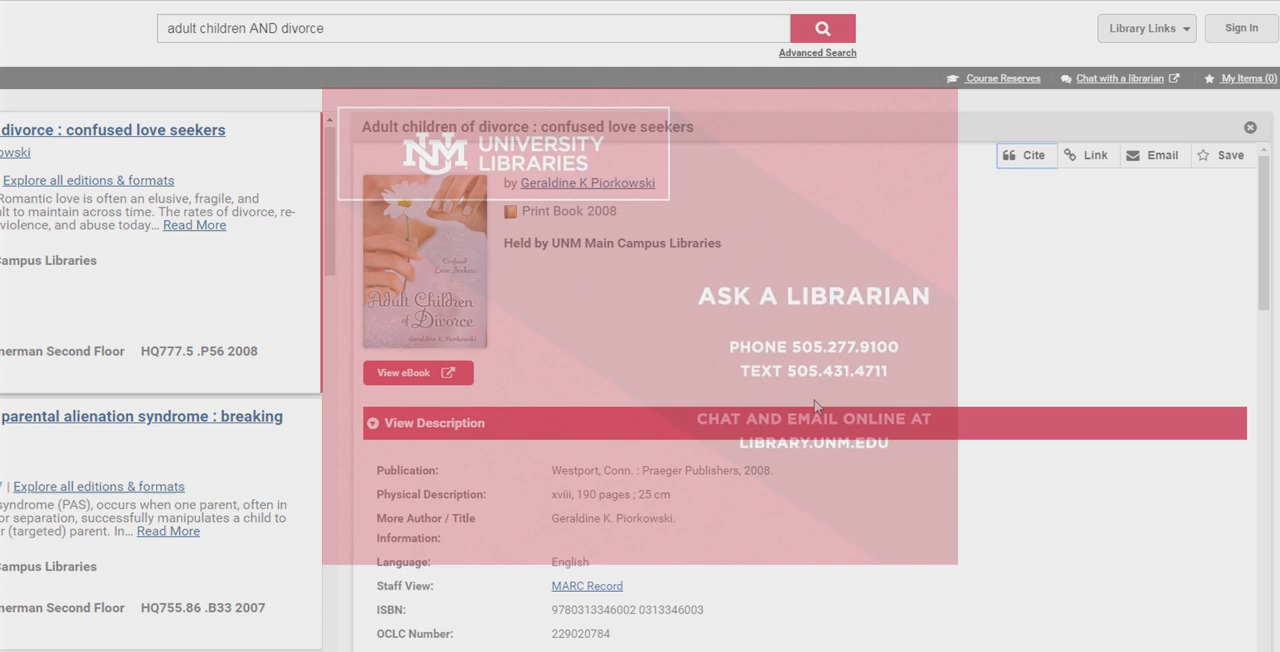 adult children AND divorce
Advanced Search
Library Links
Sign In
Course Reserves
Chat with a librarian
My Items (0)
divorce : confused love seekers
owski
Explore all editions & formats
Romantic love is often an elusive, fragile, and
ult to maintain across time. The rates of divorce, re-
violence, and abuse today… Read More
Campus Libraries
merman Second Floor HQ777.5 .P56 2008
parental alienation syndrome : breaking
7 | Explore all editions & formats
syndrome (PAS), occurs when one parent, often in
or separation, successfully manipulates a child to
r (targeted) parent. In… Read More
Campus Libraries
merman Second Floor HQ755.86 .B33 2007
Adult children of divorce : confused love seekers
Cite
Link
Email
Save
UNM UNIVERSITY
LIBRARIES
by Geraldine K Piorkowski
Print Book 2008
Held by UNM Main Campus Libraries
Confused
Love Seekers
Adult Children
of Divorce
Geraldine K. Piorkowski
View eBook
ASK A LIBRARIAN
PHONE 505.277.9100
TEXT 505.431.4711
CHAT AND EMAIL ONLINE AT
LIBRARY.UNM.EDU
View Description
Publication: Westport, Conn. : Praeger Publishers, 2008.
Physical Description: xviii, 190 pages ; 25 cm
More Author / Title Geraldine K. Piorkowski.
Information:
Language: English
Staff View: MARC Record
ISBN: 9780313346002 0313346003
OCLC Number: 229020784